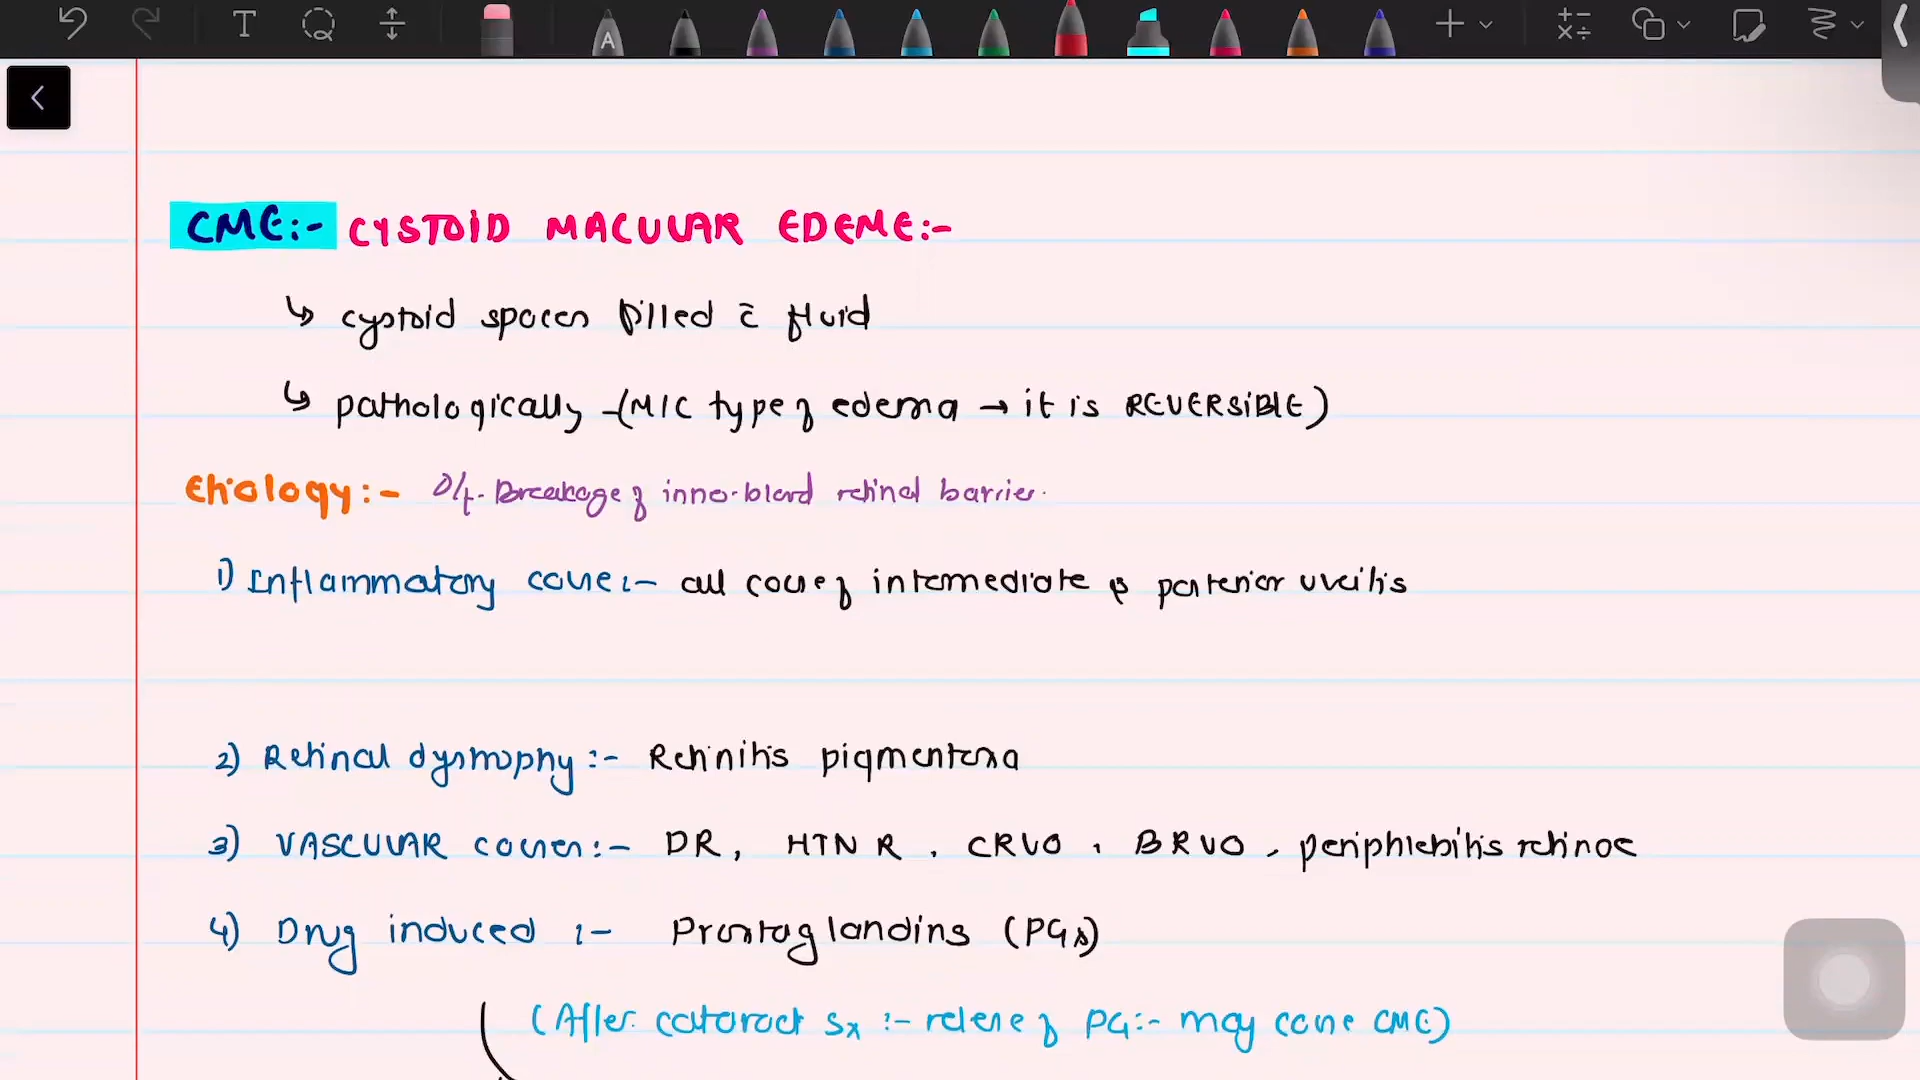 CME:- CYSTOID MACULAR EDEME:-
↳ cystoid spaces filled c̄ fluid
↳ pathologically -(M/C type of edema → it is REVERSIBLE)
Etiology:- D/t. Breakage of inner blood retinal barrier.
1) Inflammatory cause:- all cause of intermediate & posterior uveitis
2) Retinal dystrophy:- Retinitis pigmentosa
3) VASCULAR causes:- DR, HTN R, CRVO, BRVO, periphlebitis retinae
4) Drug induced :- Prostaglandins (PGs)
(After cataract sx :- release of PG:- may cause CME)